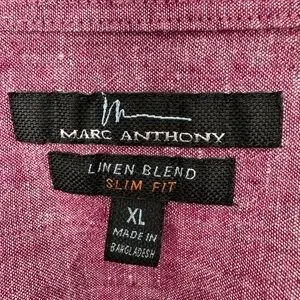 MARC ANTHONY
LINEN BLEND
SLIM FIT
XL
MADE IN
BANGLADESH